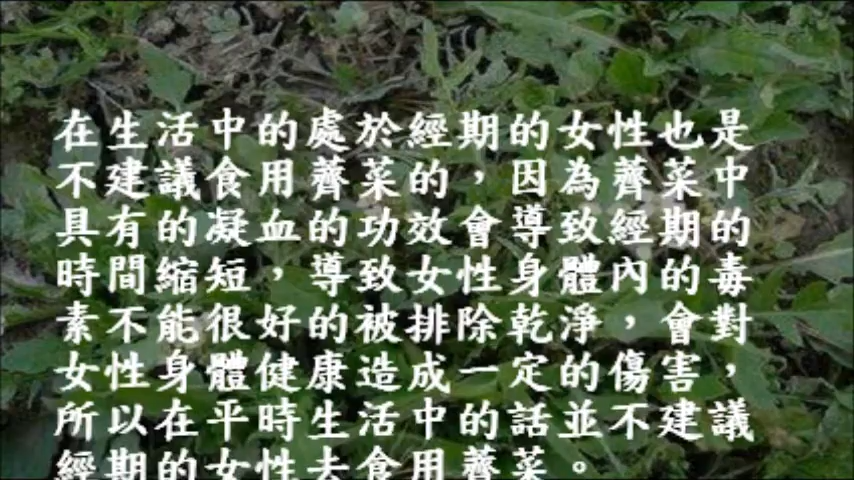 在生活中的處於經期的女性也是
不建議食用薺菜的，因為薺菜中
具有的凝血的功效會導致經期的
時間縮短，導致女性身體內的毒
素不能很好的被排除乾淨，會對
女性身體健康造成一定的傷害，
所以在平時生活中的話並不建議
經期的女性去食用薺菜。